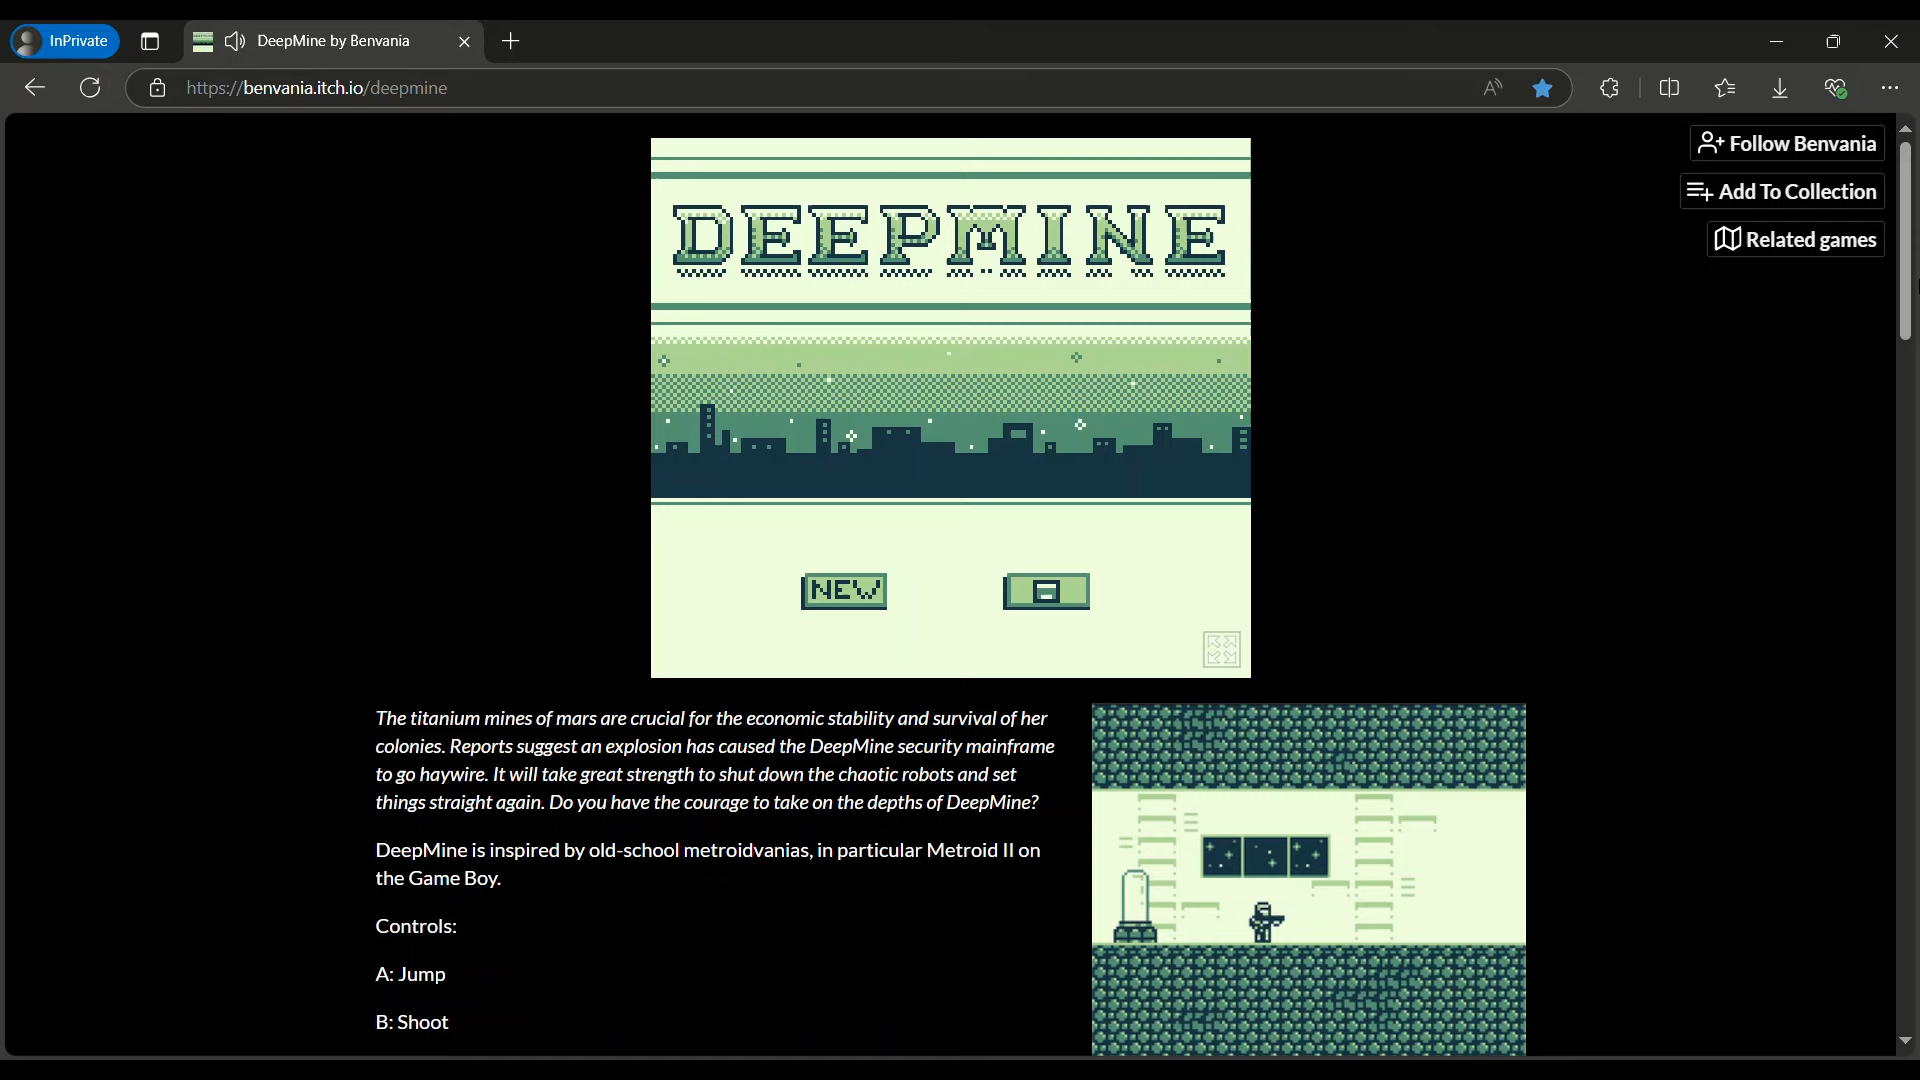 InPrivate
DeepMine by Benvania
https://benvania.itch.io/deepmine
Follow Benvania
Add To Collection
Related games
DEEPMINE
NEW
The titanium mines of mars are crucial for the economic stability and survival of her
colonies. Reports suggest an explosion has caused the DeepMine security mainframe
to go haywire. It will take great strength to shut down the chaotic robots and set
things straight again. Do you have the courage to take on the depths of DeepMine?
DeepMine is inspired by old-school metroidvanias, in particular Metroid II on
the Game Boy.
Controls:
A: Jump
B: Shoot